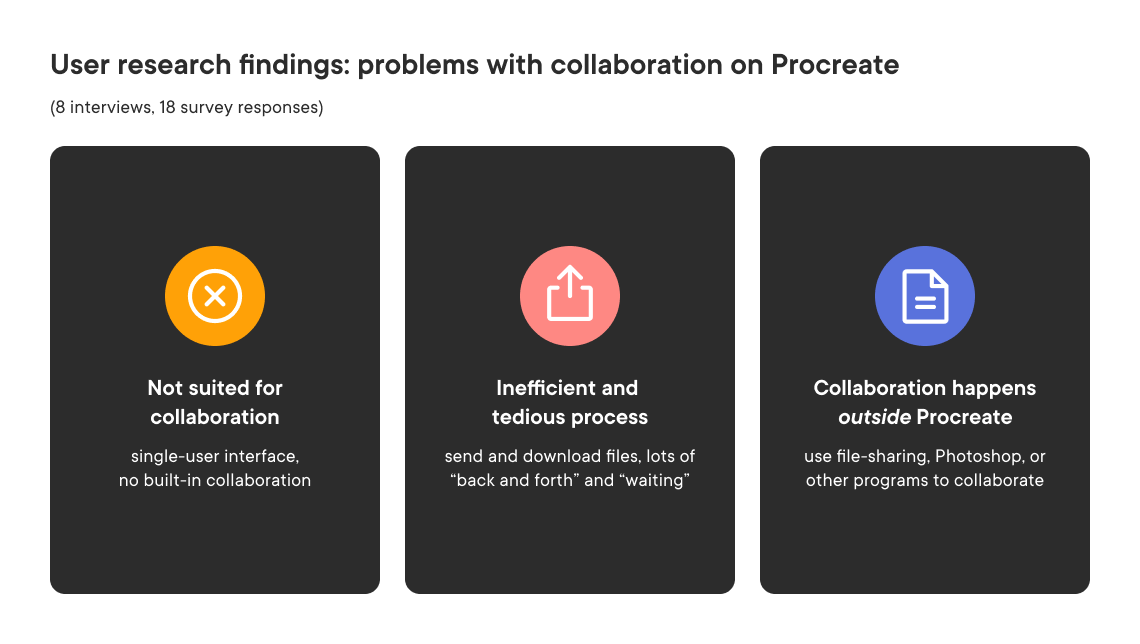 User research findings: problems with collaboration on Procreate
(8 interviews, 18 survey responses)
Not suited for
collaboration
single-user interface,
no built-in collaboration
Inefficient and
tedious process
send and download files, lots of
“back and forth” and “waiting”
Collaboration happens
outside Procreate
use file-sharing, Photoshop, or
other programs to collaborate